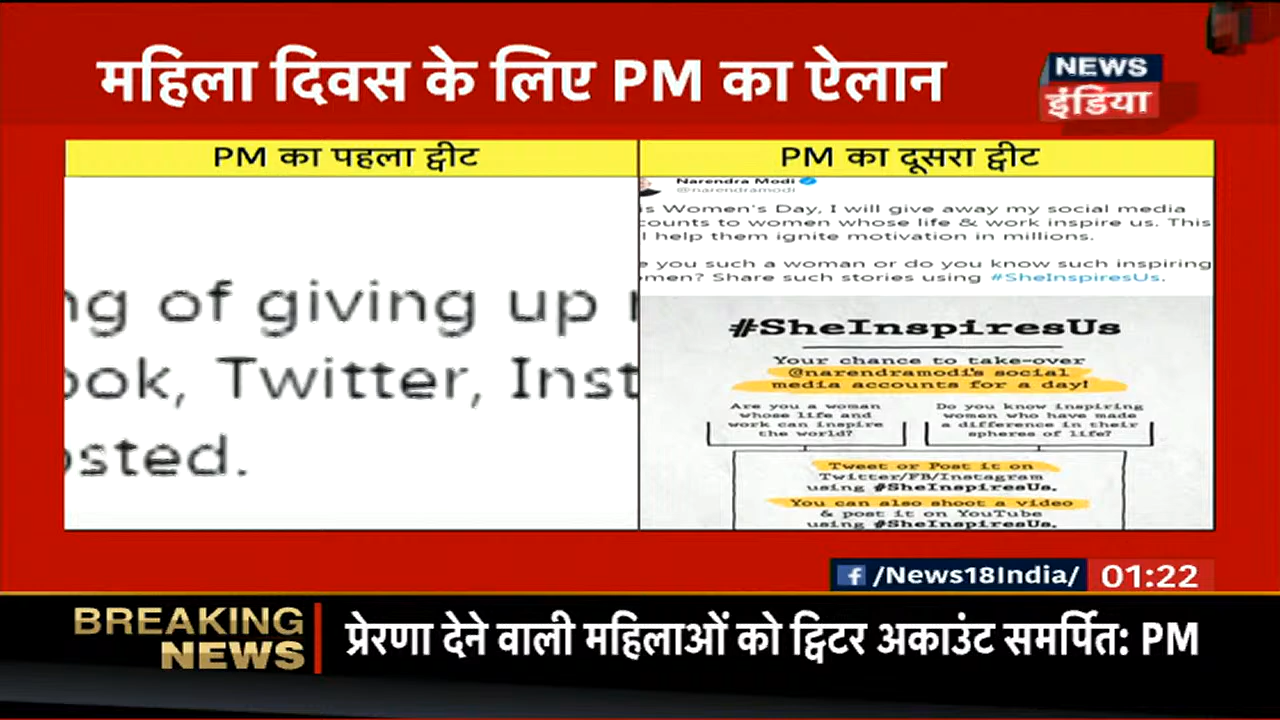 महिला दिवस के लिए PM का ऐलान
NEWS
इंडिया
PM का पहला ट्वीट
ng of giving up
ook, Twitter, Inst
osted.
PM का दूसरा ट्वीट
Narendra Modi
@narendramodi
is Women's Day, I will give away my social media
counts to women whose life & work inspire us. This
l help them ignite motivation in millions.
e you such a woman or do you know such inspiring
men? Share such stories using #SheInspiresUs.
#SheInspiresUs
Your chance to take-over
@narendramodi's social
media accounts for a day!
Are you a woman
whose life and
work can inspire
the world?
Do you know inspiring
women who have made
a difference in their
spheres of life?
Tweet or Post it on
Twitter/FB/Instagram
using #SheInspiresUs.
You can also shoot a video
& post it on YouTube
using #SheInspiresUs.
f /News18India/
01:22
BREAKING
NEWS
प्रेरणा देने वाली महिलाओं को ट्विटर अकाउंट समर्पित: PM